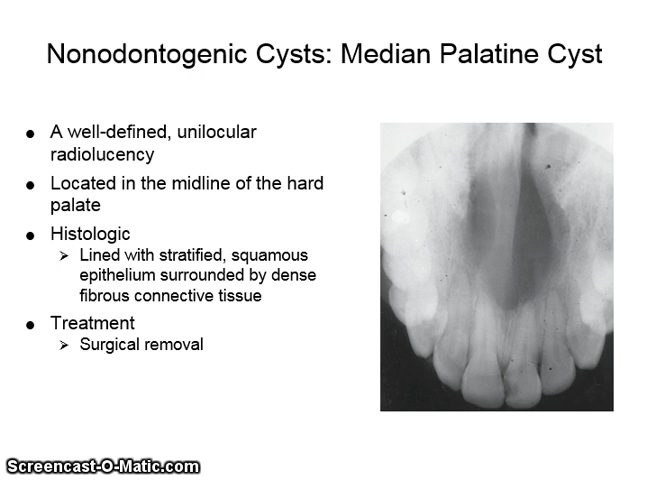 Nonodontogenic Cysts: Median Palatine Cyst
● A well-defined, unilocular
radiolucency
● Located in the midline of the hard
palate
● Histologic
➢ Lined with stratified, squamous
epithelium surrounded by dense
fibrous connective tissue
● Treatment
➢ Surgical removal
Screencast-O-Matic.com